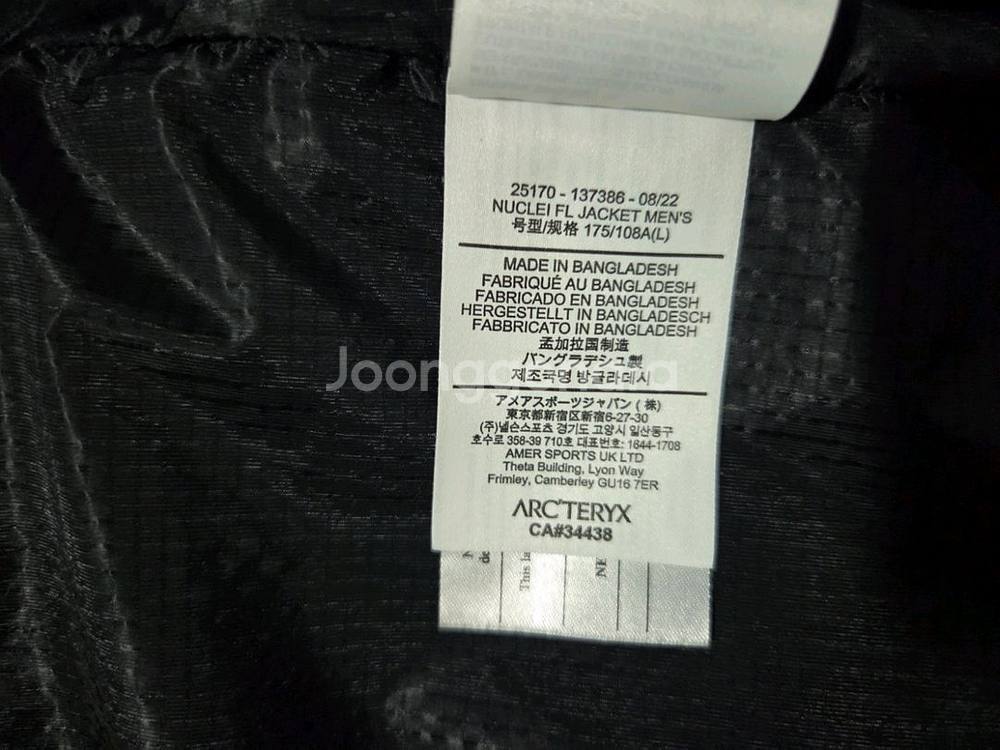 25170 - 137386 - 08/22
NUCLEI FL JACKET MEN'S
号型/规格 175/108A(L)
MADE IN BANGLADESH
FABRIQUÉ AU BANGLADESH
FABRICADO EN BANGLADESH
HERGESTELLT IN BANGLADESCH
FABBRICATO IN BANGLADESH
孟加拉国制造
バングラデシュ製
제조국명 방글라데시
アメアスポーツジャパン (株)
東京都新宿区新宿6-27-30
(주)넬슨스포츠 경기도 고양시 일산동구
호수로 358-39 710호 대표번호: 1644-1708
AMER SPORTS UK LTD
Theta Building, Lyon Way
Frimley, Camberley GU16 7ER
ARC'TERYX
CA#34438
This